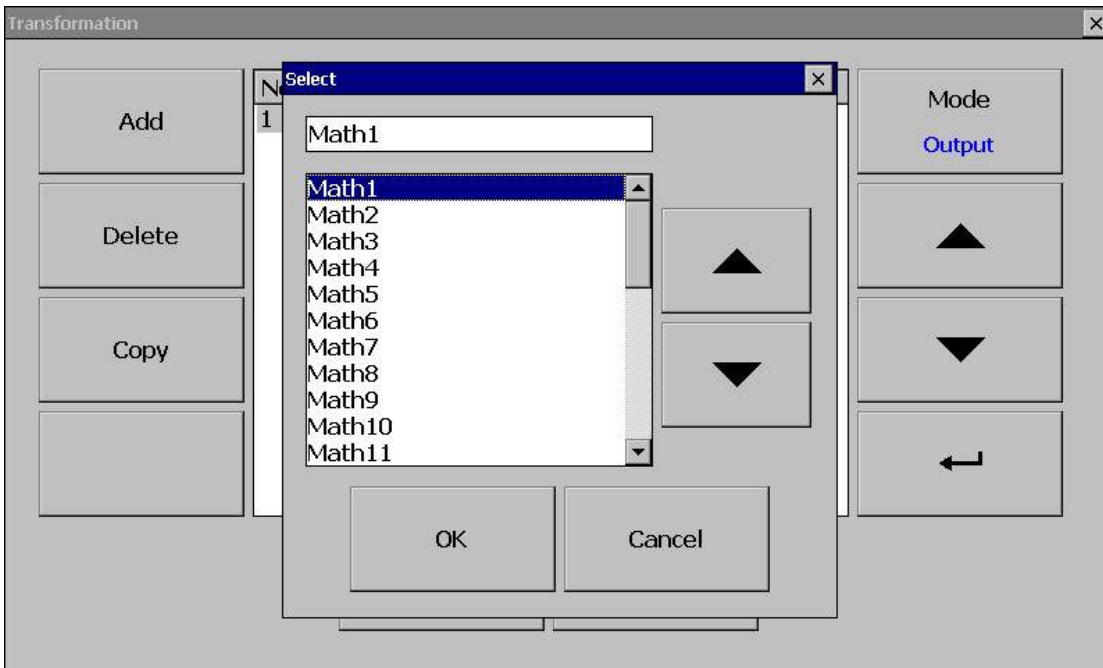 Transformation
Select
Add
1
Math1
Mode
Output
Math1
Math2
Math3
Math4
Math5
Math6
Math7
Math8
Math9
Math10
Math11
Delete
Copy
OK
Cancel